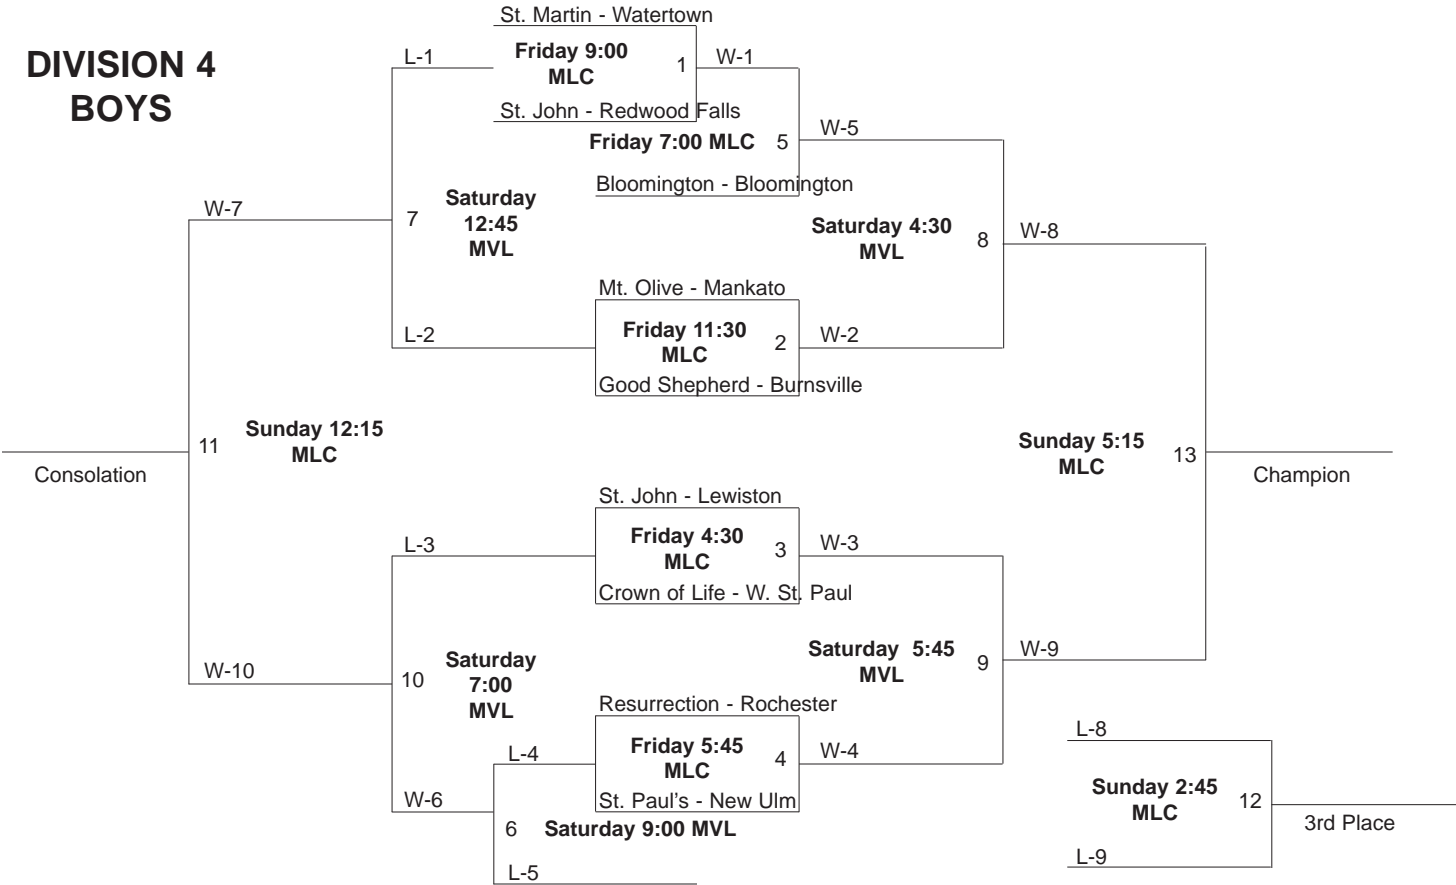 DIVISION 4
BOYS
St. Martin - Watertown
L-1
Friday 9:00
MLC
1
W-1
St. John - Redwood Falls
Friday 7:00 MLC
5
W-5
Bloomington - Bloomington
W-7
7
Saturday
12:45
MVL
Saturday 4:30
MVL
8
W-8
Mt. Olive - Mankato
L-2
Friday 11:30
MLC
2
W-2
Good Shepherd - Burnsville
11
Sunday 12:15
MLC
Consolation
Sunday 5:15
MLC
13
Champion
St. John - Lewiston
L-3
Friday 4:30
MLC
3
W-3
Crown of Life - W. St. Paul
W-10
10
Saturday
7:00
MVL
Saturday 5:45
MVL
9
W-9
Resurrection - Rochester
L-4
Friday 5:45
MLC
4
W-4
St. Paul's - New Ulm
W-6
6
Saturday 9:00 MVL
L-5
L-8
Sunday 2:45
MLC
12
3rd Place
L-9